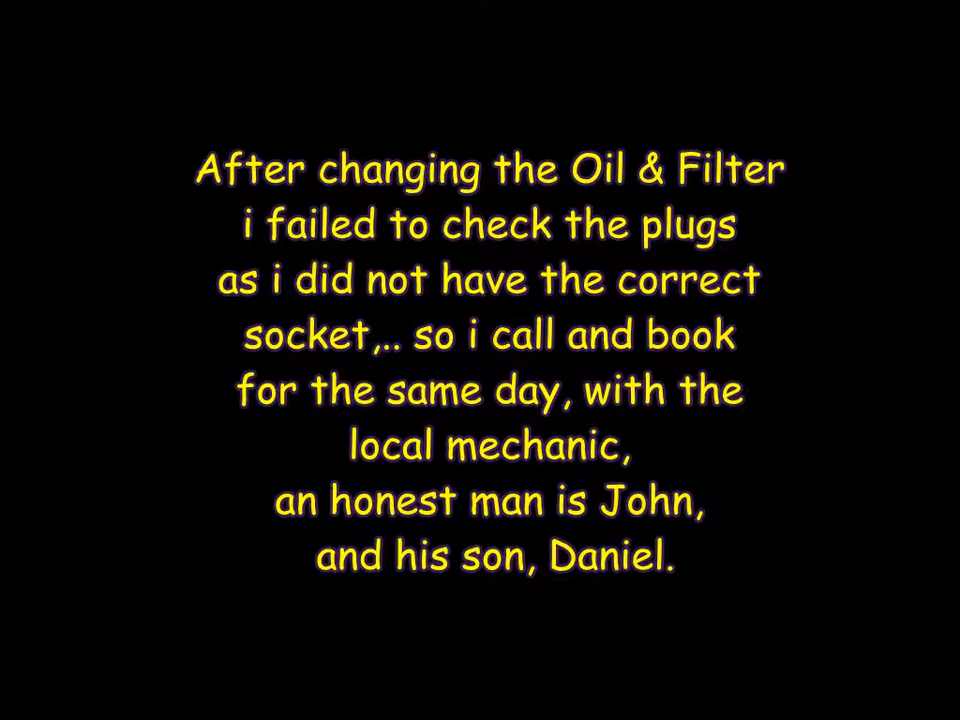 After changing the Oil & Filter
i failed to check the plugs
as i did not have the correct
socket,.. so i call and book
for the same day, with the
local mechanic,
an honest man is John,
and his son, Daniel.